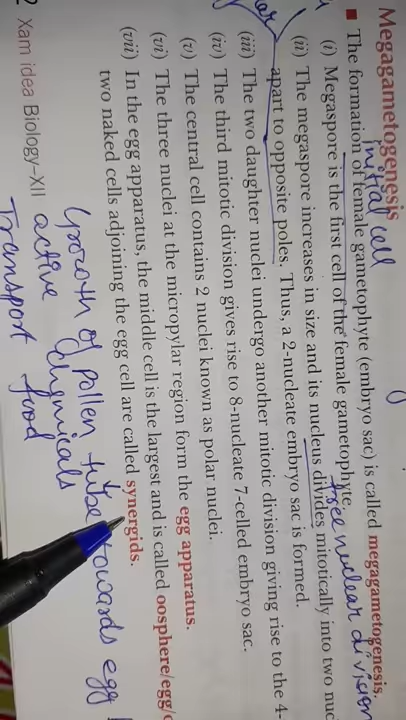 Megagametogenesis
initial cell
■ The formation of female gametophyte (embryo sac) is called megagametogenesis.
(i) Megaspore is the first cell of the female gametophyte.
free nuclear division
(ii) The megaspore increases in size and its nucleus divides mitotically into two nuc
apart to opposite poles. Thus, a 2-nucleate embryo sac is formed.
(iii) The two daughter nuclei undergo another mitotic division giving rise to the 4-
(iv) The third mitotic division gives rise to 8-nucleate 7-celled embryo sac.
(v) The central cell contains 2 nuclei known as polar nuclei.
(vi) The three nuclei at the micropylar region form the egg apparatus.
(vii) In the egg apparatus, the middle cell is the largest and is called oosphere/egg/
two naked cells adjoining the egg cell are called synergids.
Growth of pollen tube towards egg
active chemicals
Transport food
Xam idea Biology–XII